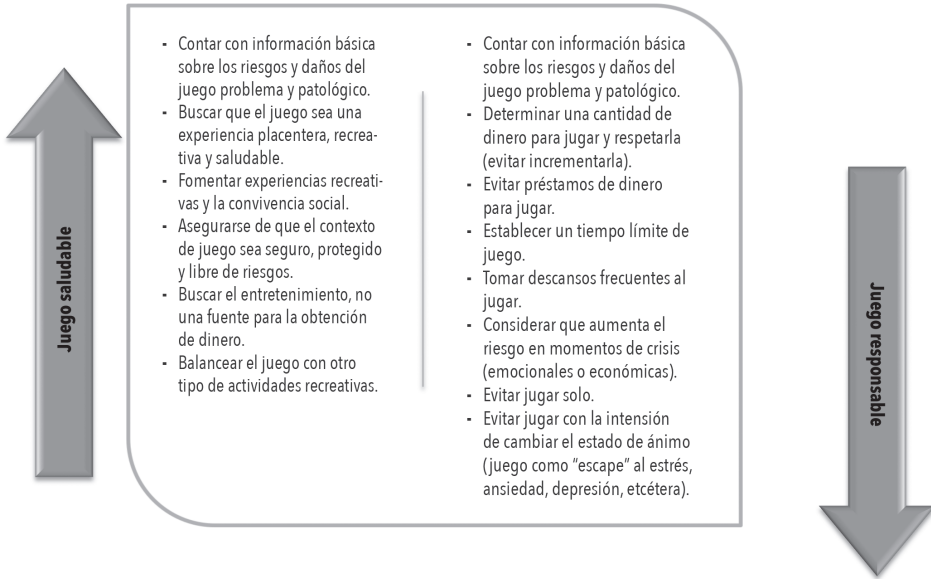 Juego saludable
- Contar con información básica
sobre los riesgos y daños del
juego problema y patológico.
- Buscar que el juego sea una
experiencia placentera, recrea-
tiva y saludable.
- Fomentar experiencias recreati-
vas y la convivencia social.
- Asegurarse de que el contexto
de juego sea seguro, protegido
y libre de riesgos.
- Buscar el entretenimiento, no
una fuente para la obtención
de dinero.
- Balancear el juego con otro
tipo de actividades recreativas.
- Contar con información básica
sobre los riesgos y daños del
juego problema y patológico.
- Determinar una cantidad de
dinero para jugar y respetarla
(evitar incrementarla).
- Evitar préstamos de dinero
para jugar.
- Establecer un tiempo límite de
juego.
- Tomar descansos frecuentes al
jugar.
- Considerar que aumenta el
riesgo en momentos de crisis
(emocionales o económicas).
- Evitar jugar solo.
- Evitar jugar con la intensión
de cambiar el estado de ánimo
(juego como “escape” al estrés,
ansiedad, depresión, etcétera).
Juego responsable